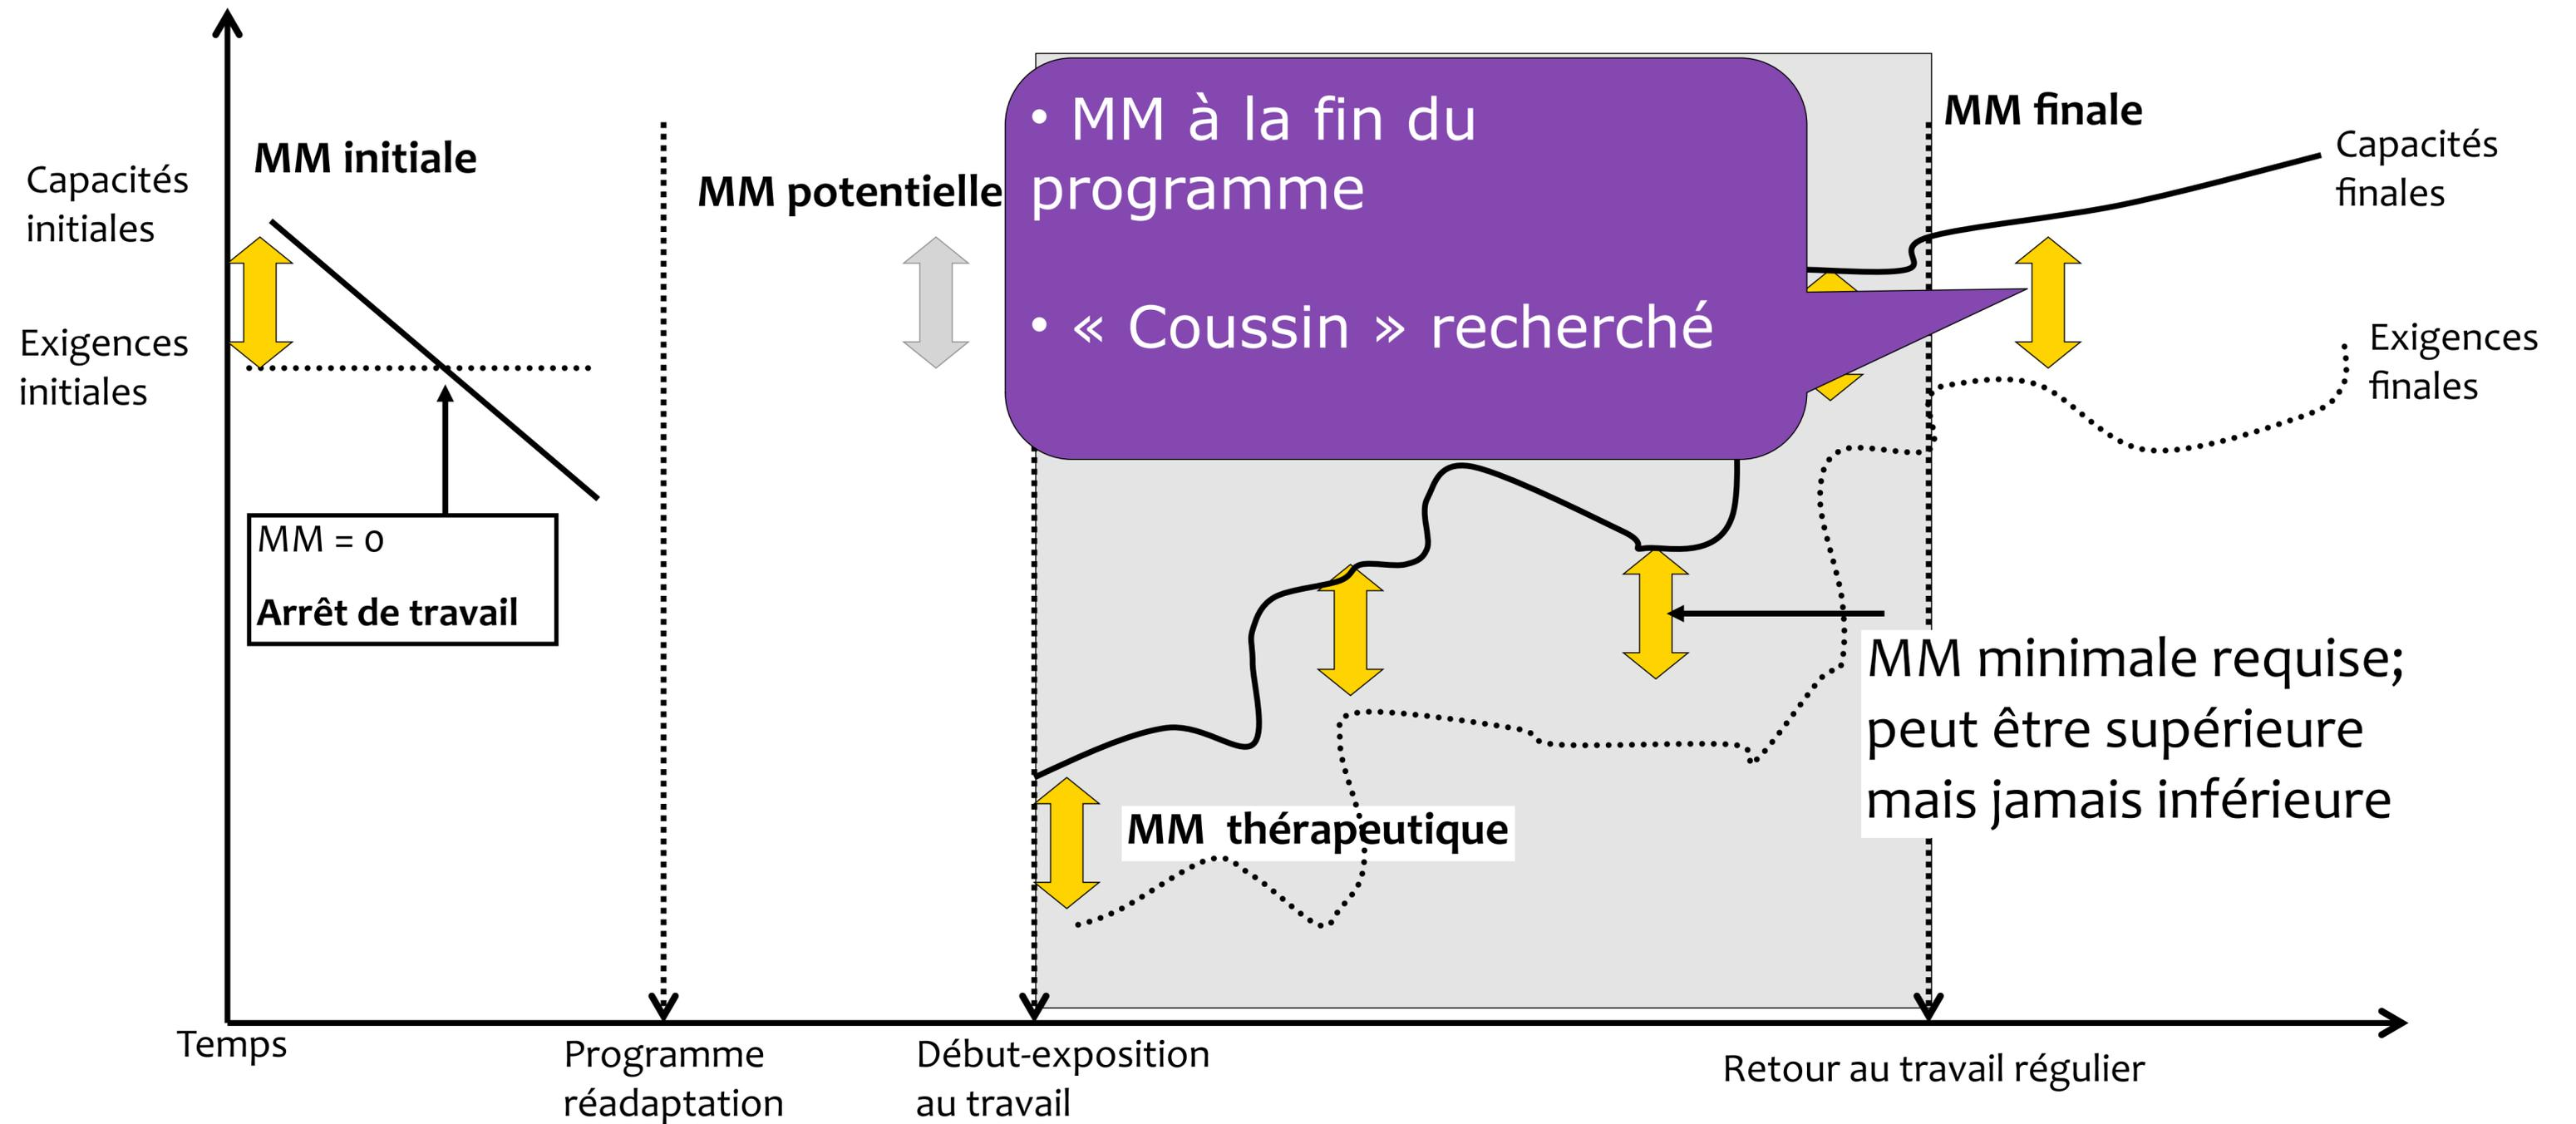 MM initiale
Capacités
initiales
Exigences
initiales
MM = 0
Arrêt de travail
MM potentielle
• MM à la fin du
programme
• « Coussin » recherché
MM finale
Capacités
finales
Exigences
finales
MM minimale requise;
peut être supérieure
mais jamais inférieure
MM thérapeutique
Temps
Programme
réadaptation
Début-exposition
au travail
Retour au travail régulier